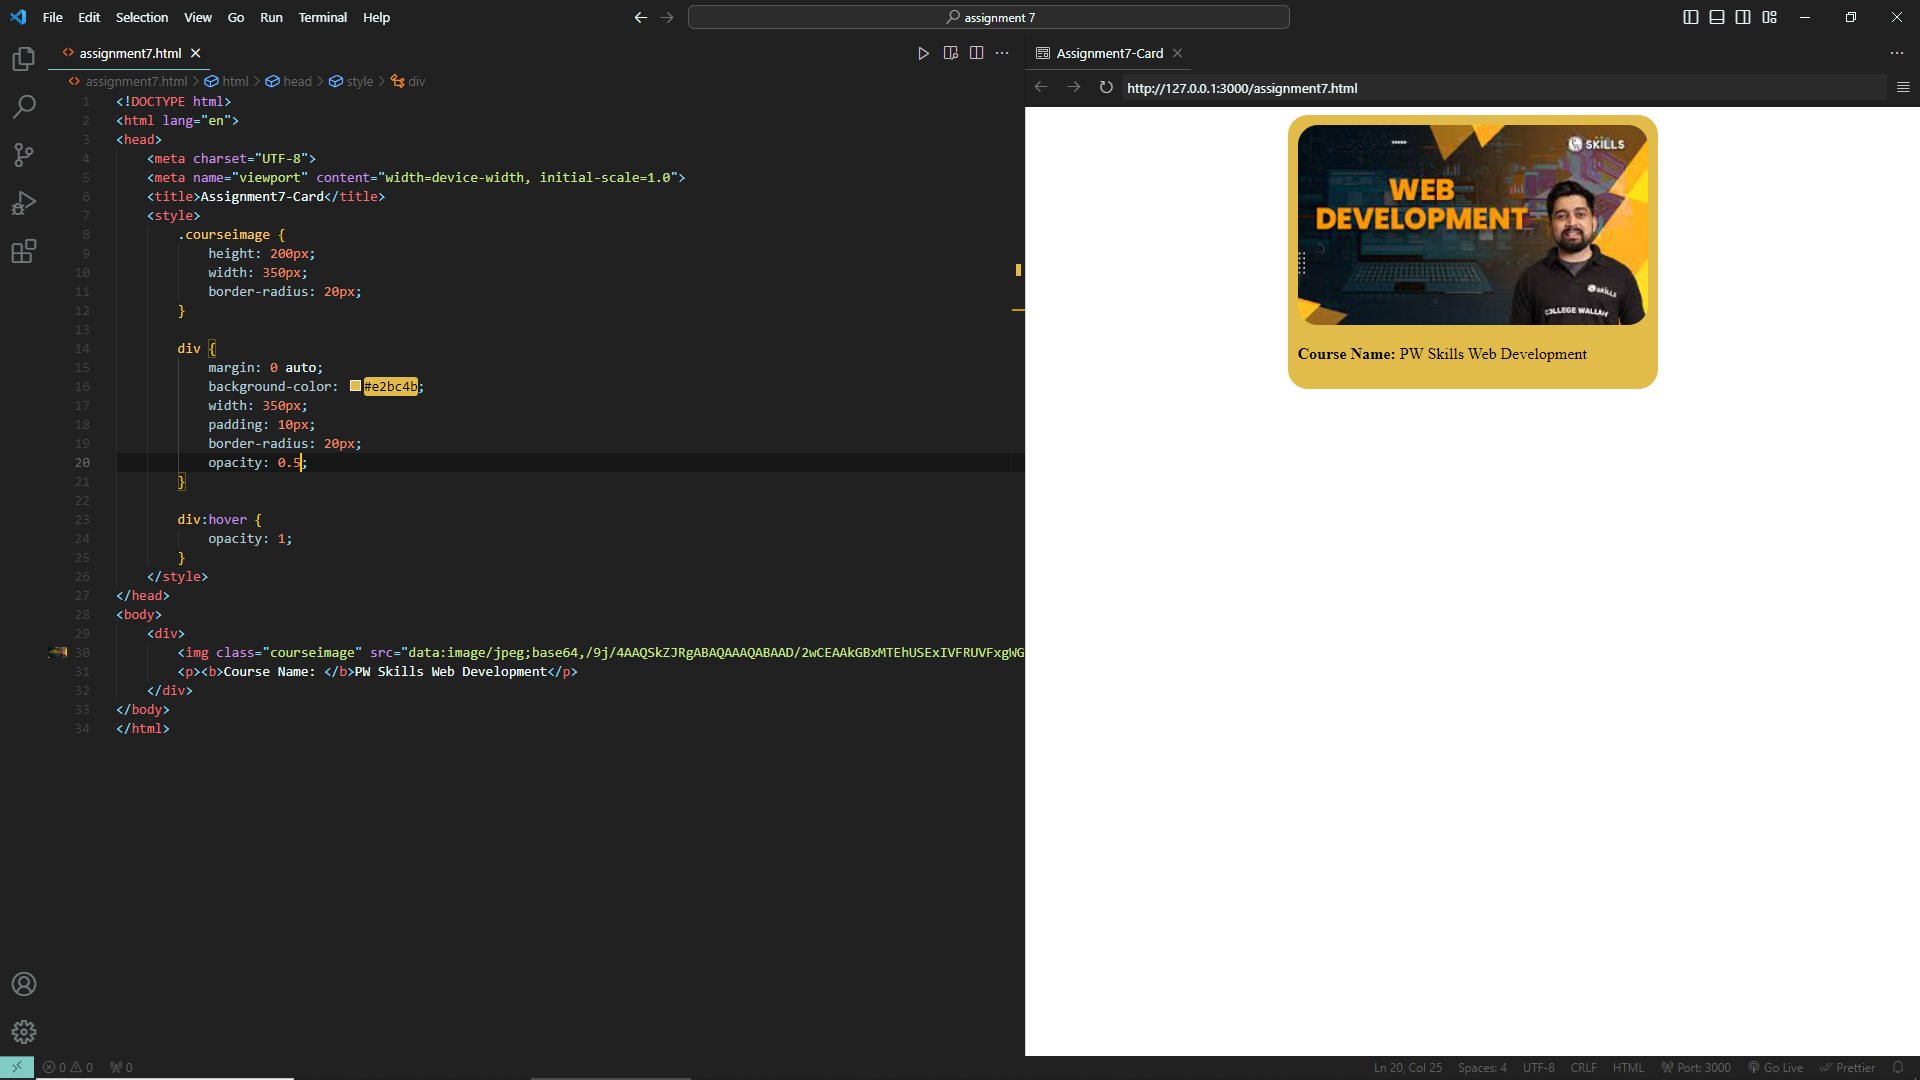 File Edit Selection View Go Run Terminal Help
assignment 7
assignment7.html
assignment7.html > html > head > style > div
1 <!DOCTYPE html>
2 <html lang="en">
3 <head>
4 <meta charset="UTF-8">
5 <meta name="viewport" content="width=device-width, initial-scale=1.0">
6 <title>Assignment7-Card</title>
7 <style>
8 .courseimage {
9 height: 200px;
10 width: 350px;
11 border-radius: 20px;
12 }
13
14 div {
15 margin: 0 auto;
16 background-color: #e2bc4b;
17 width: 350px;
18 padding: 10px;
19 border-radius: 20px;
20 opacity: 0.5;
21 }
22
23 div:hover {
24 opacity: 1;
25 }
26 </style>
27 </head>
28 <body>
29 <div>
30 <img class="courseimage" src="data:image/jpeg;base64,/9j/4AAQSkZJRgABAQAAAQABAAD/2wCEAAkGBxMTEhUSExIVFRUVFxgWG
31 <p><b>Course Name: </b>PW Skills Web Development</p>
32 </div>
33 </body>
34 </html>
Assignment7-Card
http://127.0.0.1:3000/assignment7.html
SKILLS
WEB
DEVELOPMENT
SKILLS
COLLEGE WALLAH
Course Name: PW Skills Web Development
0 0 0
Ln 20, Col 25 Spaces: 4 UTF-8 CRLF HTML Port: 3000 Go Live Prettier